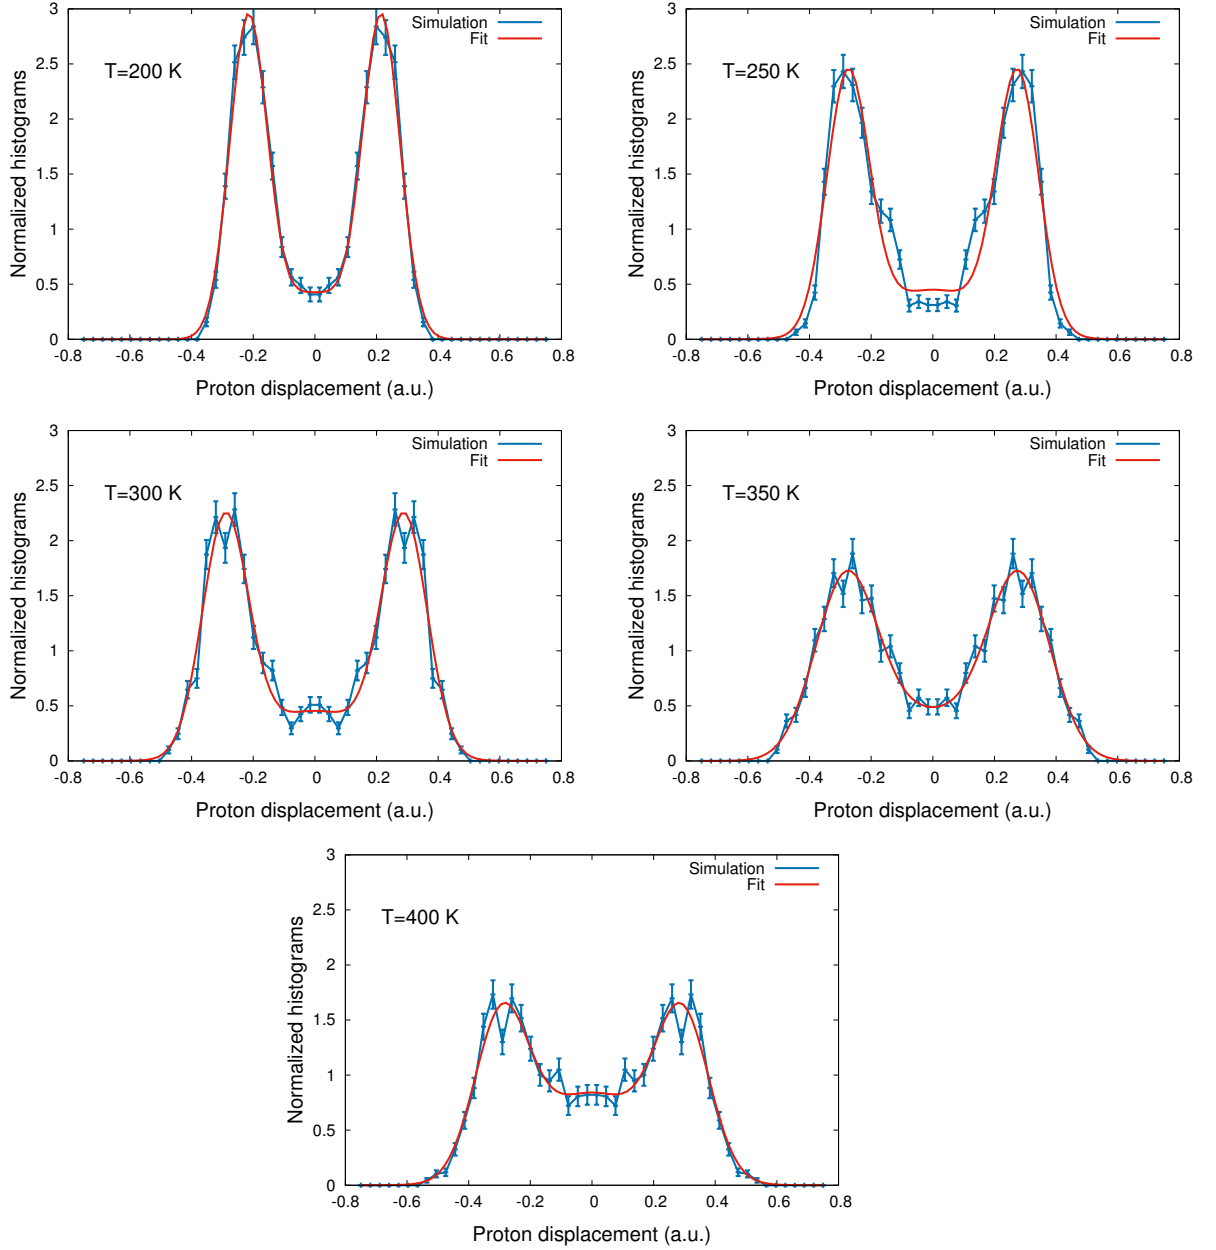 Simulation
Fit
T=200 K
Normalized histograms
3
2.5
2
1.5
1
0.5
0
-0.8 -0.6 -0.4 -0.2 0 0.2 0.4 0.6 0.8
Proton displacement (a.u.)
Simulation
Fit
T=250 K
Normalized histograms
3
2.5
2
1.5
1
0.5
0
-0.8 -0.6 -0.4 -0.2 0 0.2 0.4 0.6 0.8
Proton displacement (a.u.)
Simulation
Fit
T=300 K
Normalized histograms
3
2.5
2
1.5
1
0.5
0
-0.8 -0.6 -0.4 -0.2 0 0.2 0.4 0.6 0.8
Proton displacement (a.u.)
Simulation
Fit
T=350 K
Normalized histograms
3
2.5
2
1.5
1
0.5
0
-0.8 -0.6 -0.4 -0.2 0 0.2 0.4 0.6 0.8
Proton displacement (a.u.)
Simulation
Fit
T=400 K
Normalized histograms
3
2.5
2
1.5
1
0.5
0
-0.8 -0.6 -0.4 -0.2 0 0.2 0.4 0.6 0.8
Proton displacement (a.u.)